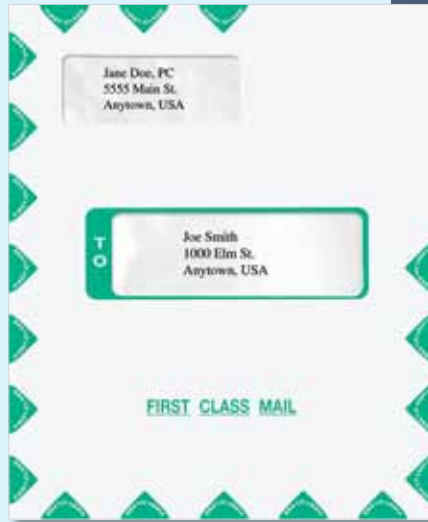 Jane Doe, PC
5555 Main St.
Anytown, USA
TO
Joe Smith
1000 Elm St.
Anytown, USA
FIRST CLASS MAIL